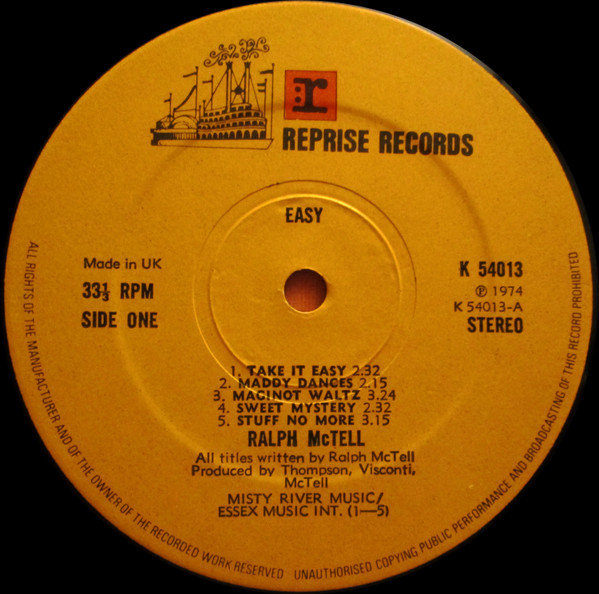 r
REPRISE RECORDS
EASY
Made in UK
33⅓ RPM
SIDE ONE
K 54013
℗ 1974
K 54013-A
STEREO
1. TAKE IT EASY 2.32
2. MADDY DANCES 2.15
3. MAGINOT WALTZ 3.24
4. SWEET MYSTERY 2.32
5. STUFF NO MORE 3.15
RALPH McTELL
All titles written by Ralph McTell
Produced by Thompson, Visconti,
McTell
MISTY RIVER MUSIC/
ESSEX MUSIC INT. (1—5)
ALL RIGHTS OF THE MANUFACTURER AND OF THE OWNER OF THE RECORDED WORK RESERVED UNAUTHORISED COPYING PUBLIC PERFORMANCE AND BROADCASTING OF THIS RECORD PROHIBITED